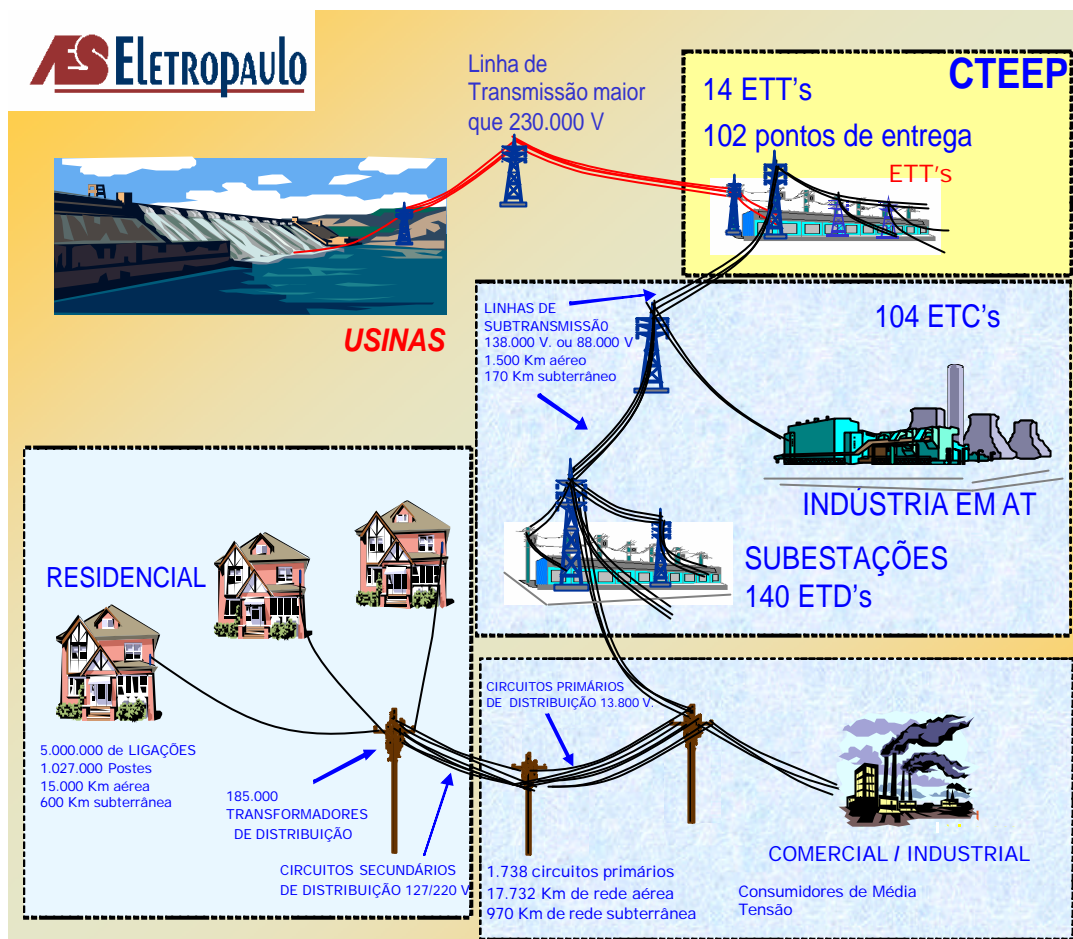 AES ELETROPAULO
Linha de
Transmissão maior
que 230.000 V
CTEEP
14 ETT's
102 pontos de entrega
ETT's
USINAS
LINHAS DE
SUBTRANSMISSÃO
138.000 V. ou 88.000 V
1.500 Km aéreo
170 Km subterrâneo
104 ETC's
INDÚSTRIA EM AT
SUBESTAÇÕES
140 ETD's
RESIDENCIAL
5.000.000 de LIGAÇÕES
1.027.000 Postes
15.000 Km aérea
600 Km subterrânea
185.000
TRANSFORMADORES
DE DISTRIBUIÇÃO
CIRCUITOS SECUNDÁRIOS
DE DISTRIBUIÇÃO 127/220 V
CIRCUITOS PRIMÁRIOS
DE DISTRIBUIÇÃO 13.800 V.
1.738 circuitos primários
17.732 Km de rede aérea
970 Km de rede subterrânea
COMERCIAL / INDUSTRIAL
Consumidores de Média
Tensão